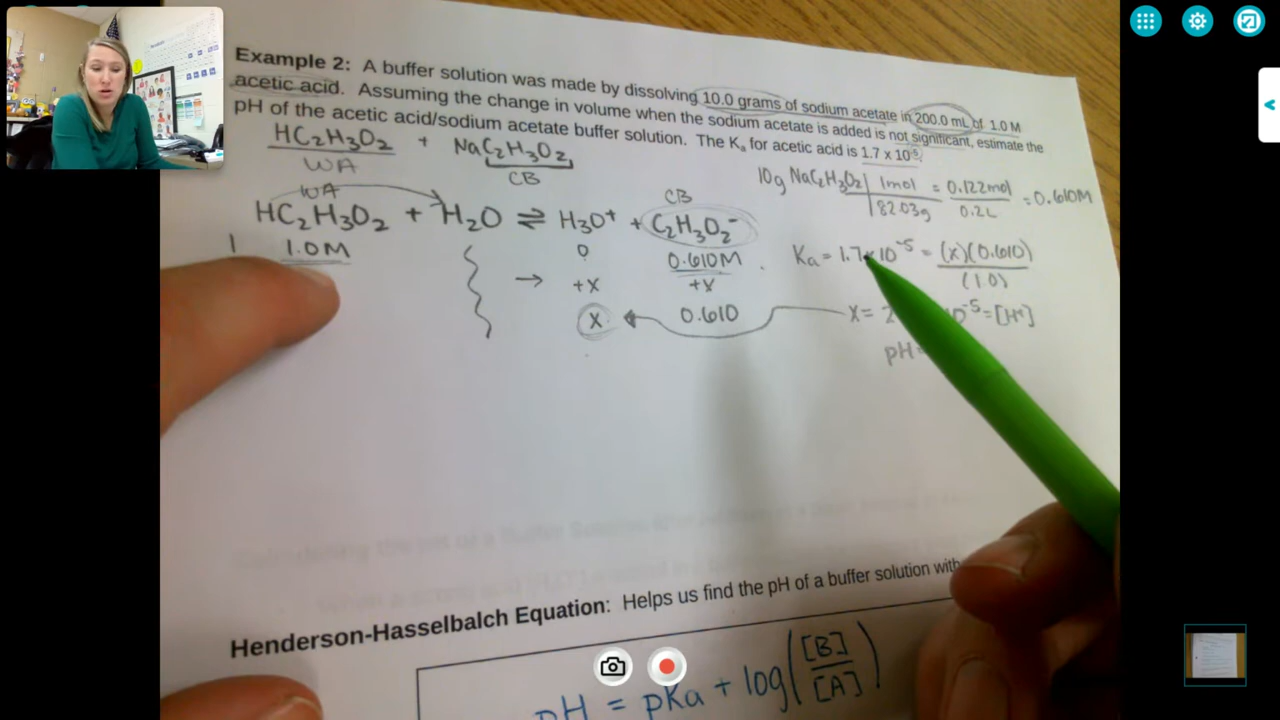 Example 2: A buffer solution was made by dissolving 10.0 grams of sodium acetate in 200.0 mL of 1.0 M
acetic acid. Assuming the change in volume when the sodium acetate is added is not significant, estimate the
pH of the acetic acid/sodium acetate buffer solution. The Ka for acetic acid is 1.7 x 10⁻⁵.
HC₂H₃O₂ + NaC₂H₃O₂
WA CB
10g NaC₂H₃O₂ | 1mol = 0.122mol = 0.610M
82.03g 0.2L
WA CB
HC₂H₃O₂ + H₂O ⇌ H₃O⁺ + C₂H₃O₂⁻
I 1.0M 0 0.610M
→ +x +x
x 0.610
Ka = 1.7x10⁻⁵ = (x)(0.610)
(1.0)
x = 2 10⁻⁵ = [H⁺]
pH=
Henderson-Hasselbalch Equation: Helps us find the pH of a buffer solution with
pH = pKa + log([B]
[A])